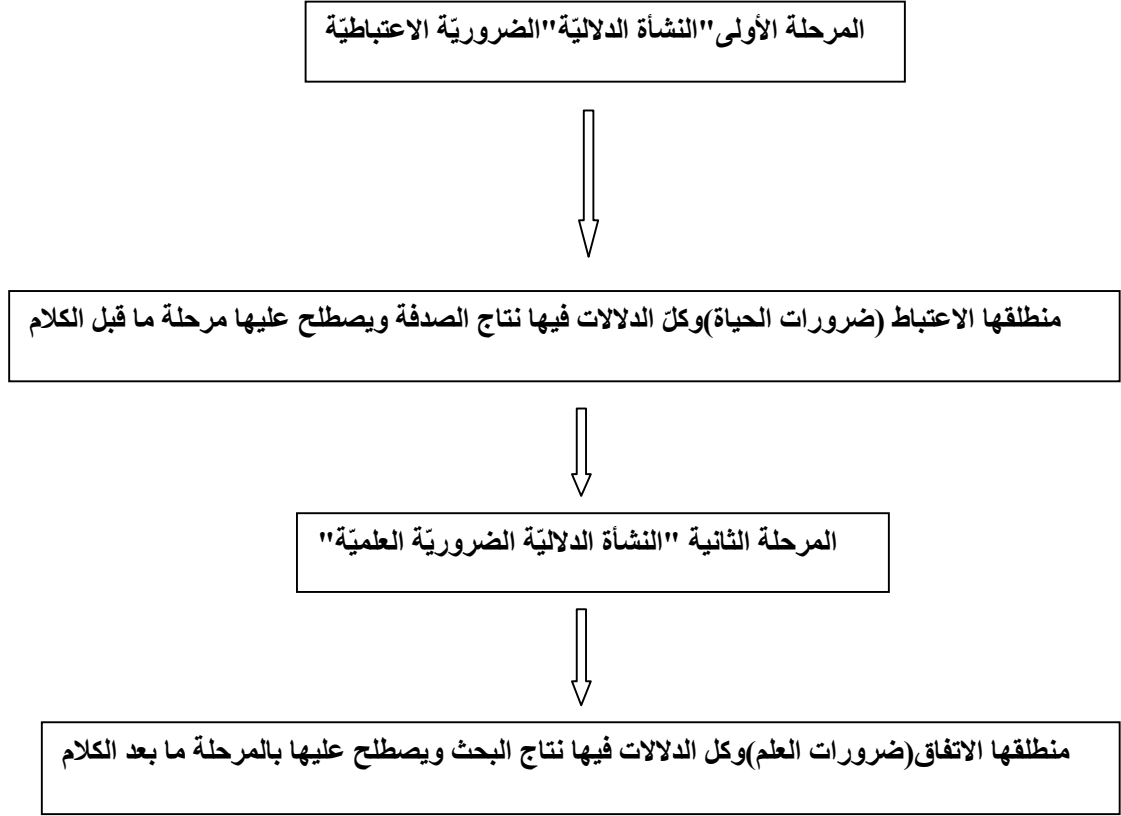 المرحلة الأولى"النشأة الدلاليّة"الضروريّة الاعتباطيّة
منطلقها الاعتباط (ضرورات الحياة)وكلّ الدلالات فيها نتاج الصدفة ويصطلح عليها مرحلة ما قبل الكلام
المرحلة الثانية "النشأة الدلاليّة الضروريّة العلميّة"
منطلقها الاتفاق(ضرورات العلم)وكل الدلالات فيها نتاج البحث ويصطلح عليها بالمرحلة ما بعد الكلام